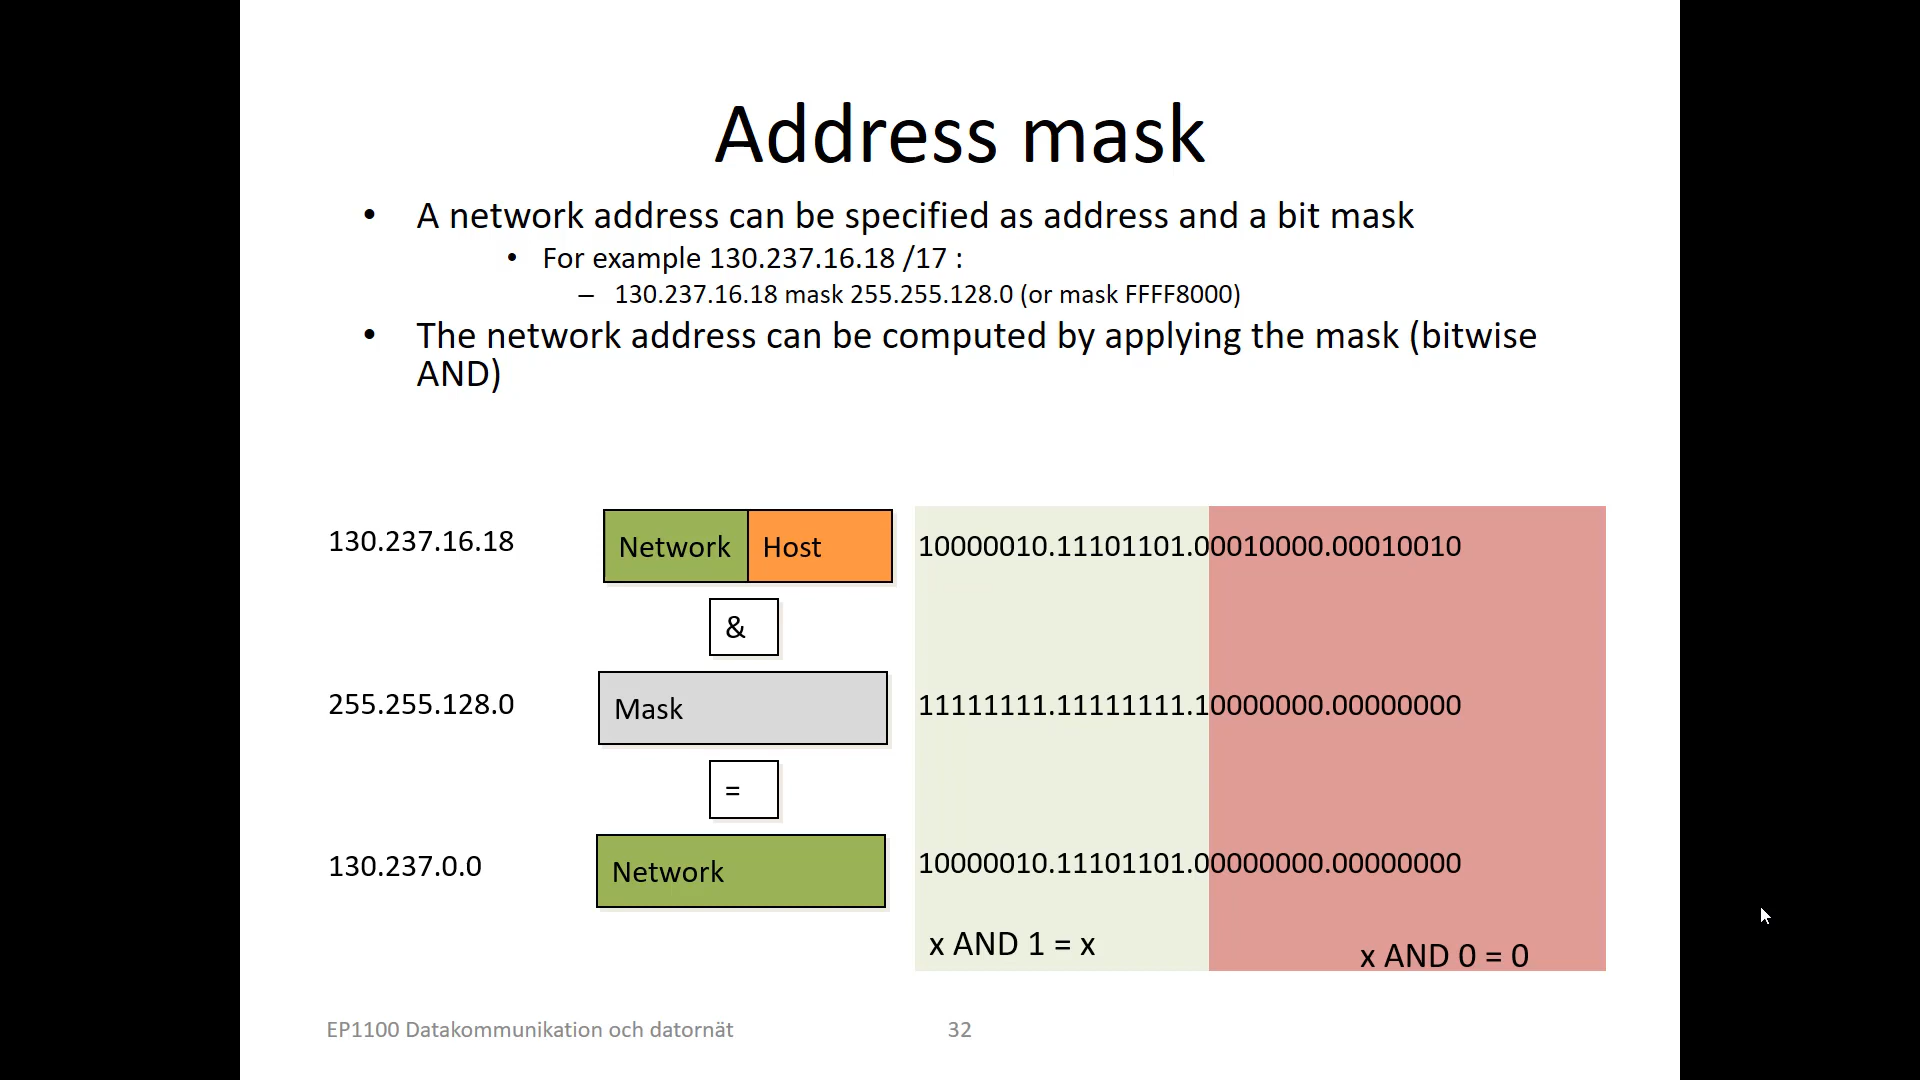 Address mask
• A network address can be specified as address and a bit mask
• For example 130.237.16.18 /17 :
– 130.237.16.18 mask 255.255.128.0 (or mask FFFF8000)
• The network address can be computed by applying the mask (bitwise
AND)
130.237.16.18 Network Host 10000010.11101101.00010000.00010010
&
255.255.128.0 Mask 11111111.11111111.10000000.00000000
=
130.237.0.0 Network 10000010.11101101.00000000.00000000
x AND 1 = x x AND 0 = 0
EP1100 Datakommunikation och datornät 32